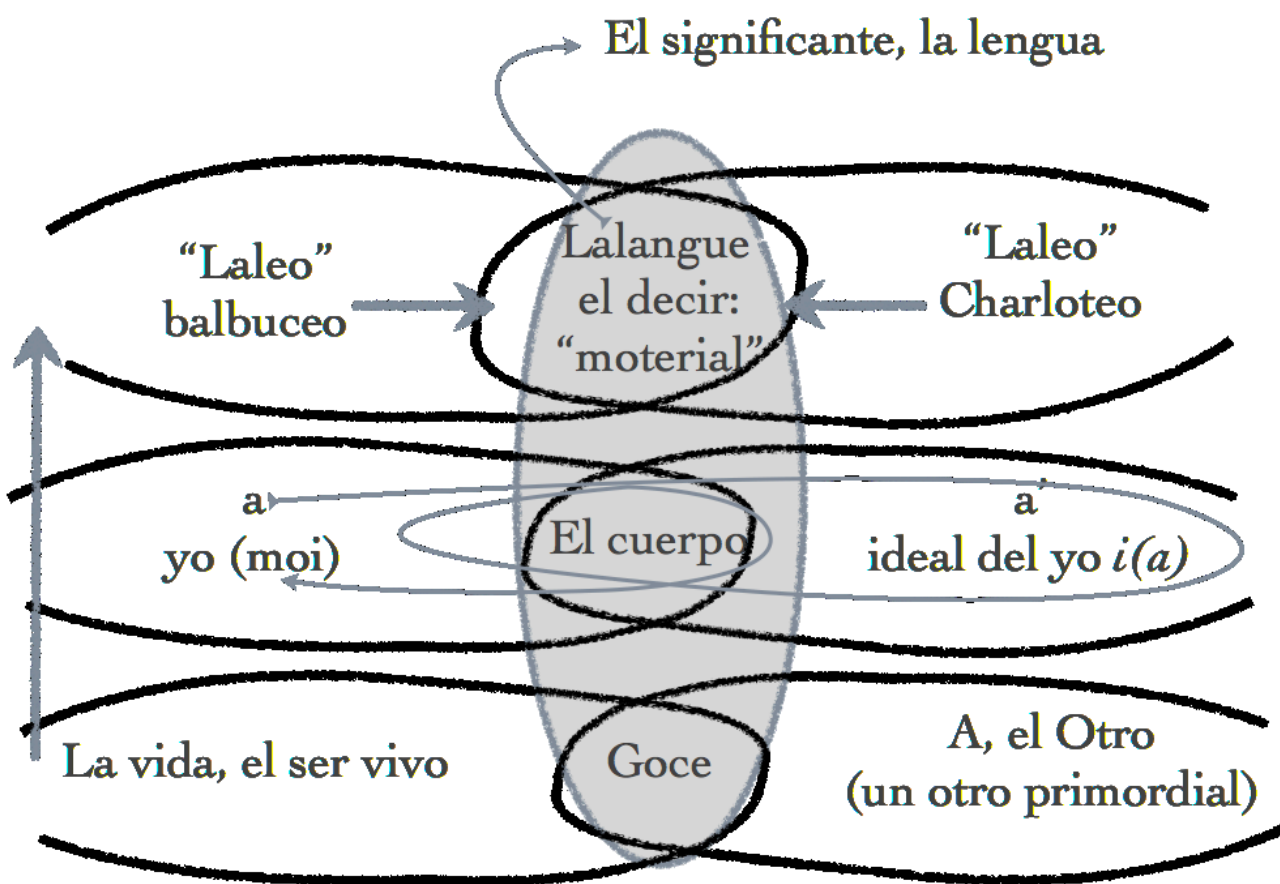 El significante, la lengua
“Laleo”
balbuceo
Lalangue
el decir:
“moterial”
“Laleo”
Charloteo
a
yo (moi)
El cuerpo
a'
ideal del yo i(a)
La vida, el ser vivo
Goce
A, el Otro
(un otro primordial)